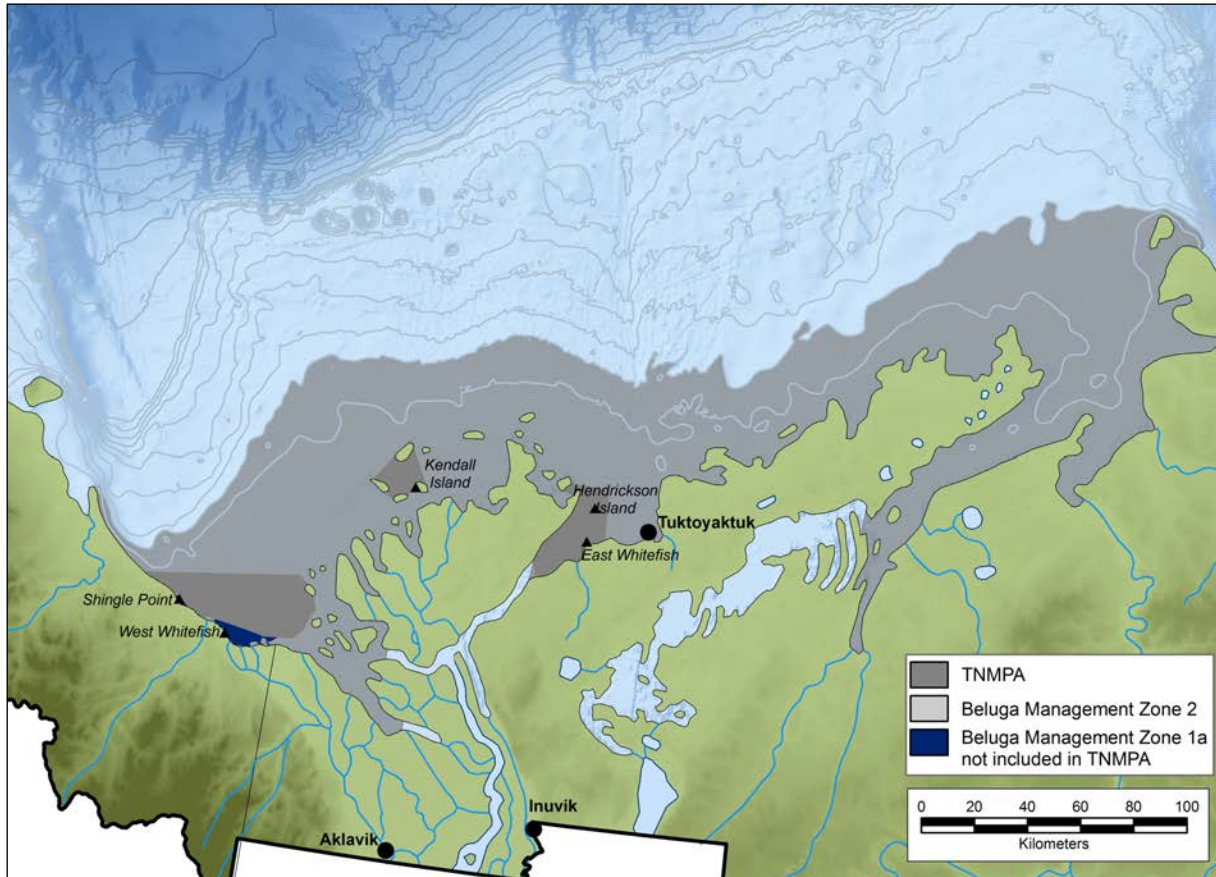 Kendall
Island
Hendrickson
Island
Tuktoyaktuk
East Whitefish
Shingle Point
West Whitefish
Inuvik
Aklavik
TNMPA
Beluga Management Zone 2
Beluga Management Zone 1a
not included in TNMPA
0 20 40 60 80 100
Kilometers